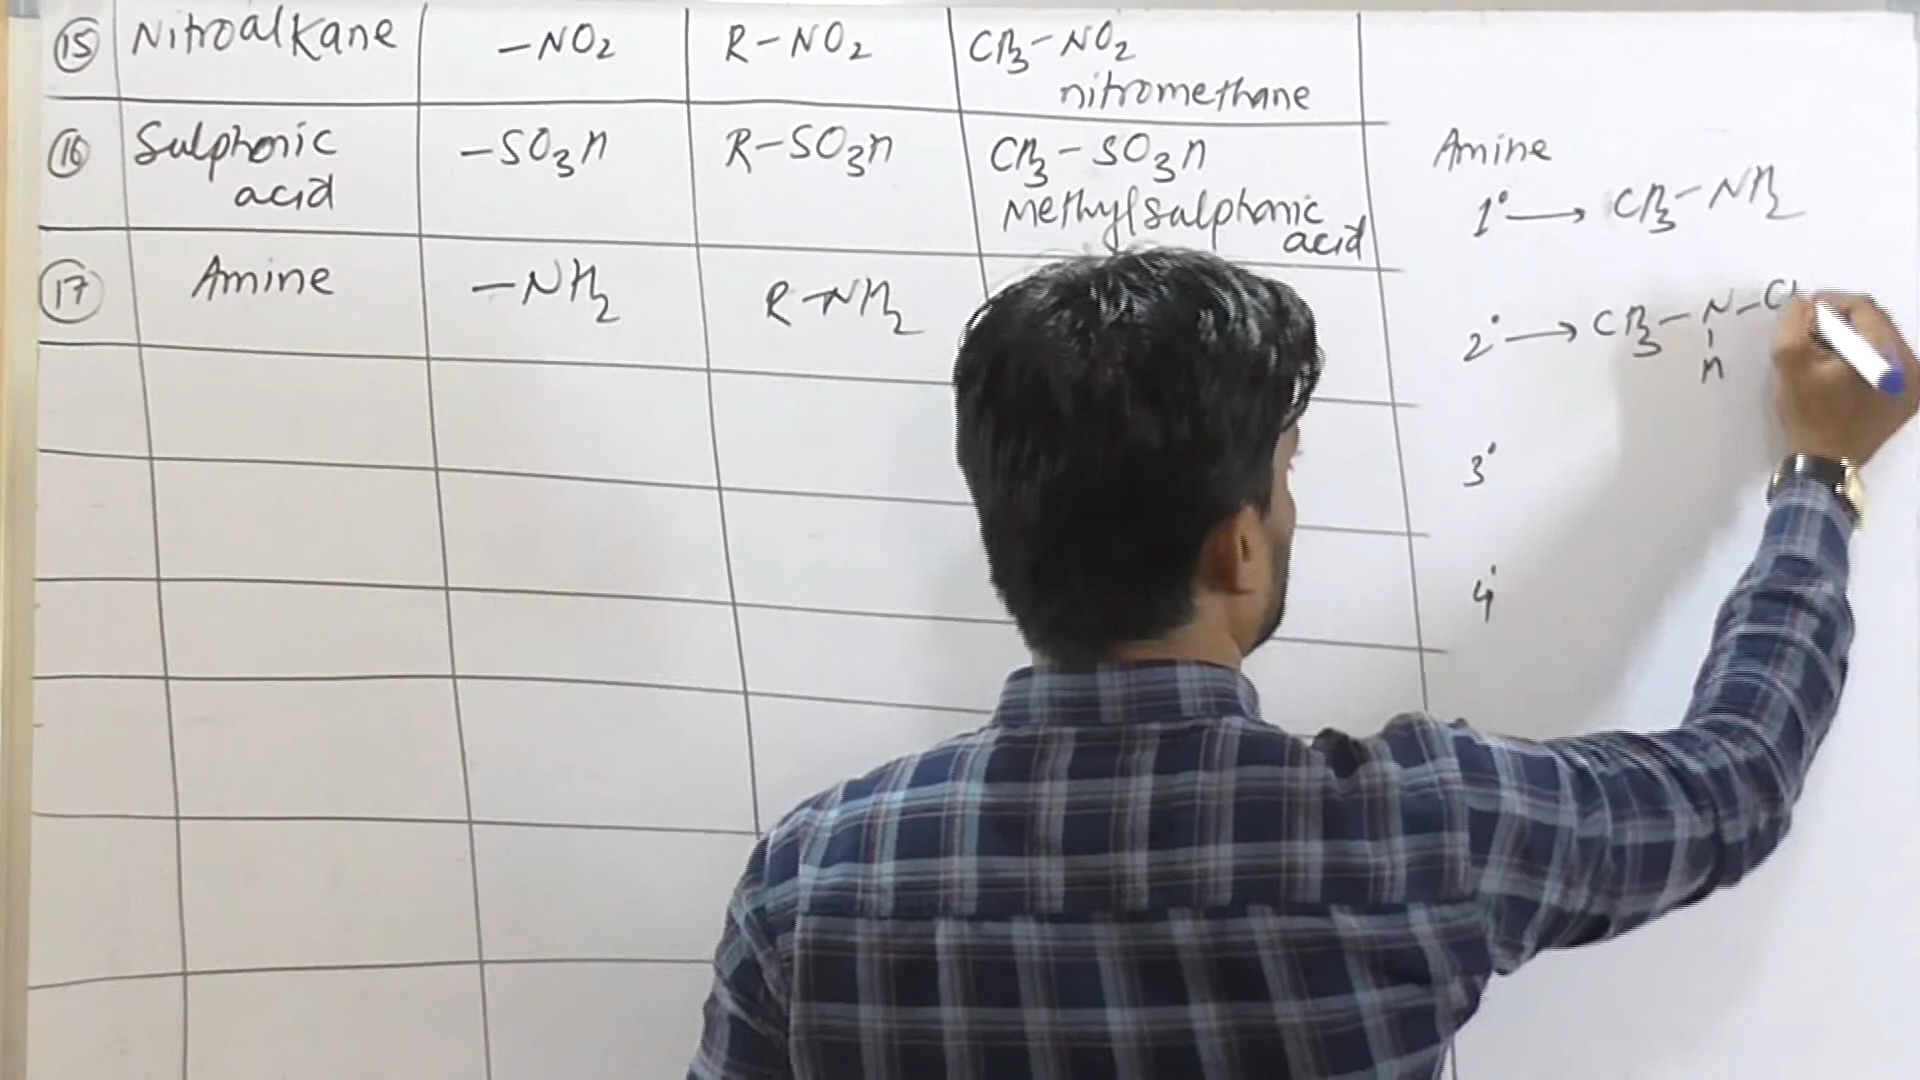 15 Nitroalkane -NO2 R-NO2 CH3-NO2
nitromethane
16 Sulphonic -SO3H R-SO3H CH3-SO3H
acid
Methylsulphonic
acid
17 Amine -NH2 R-NH2
Amine
1° → CH3-NH2
2° → CH3-N-C
H
3°
4°